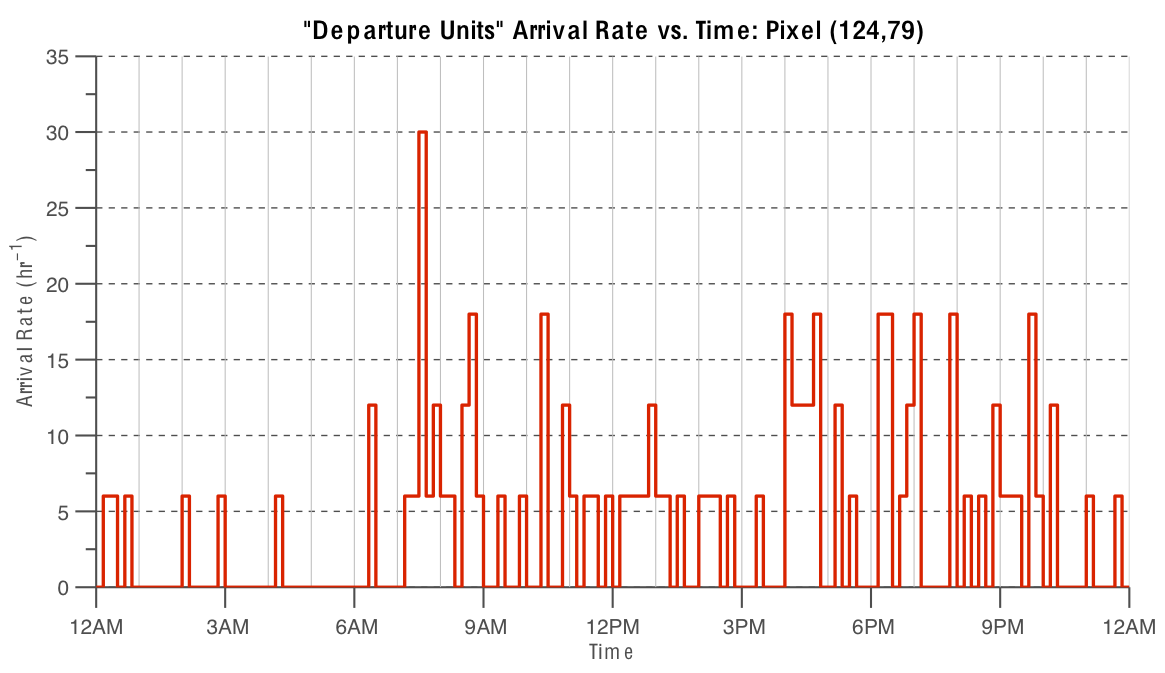 "Departure Units" Arrival Rate vs. Time: Pixel (124,79)
35
30
25
20
15
10
5
0
Arrival Rate (hr⁻¹)
12AM 3AM 6AM 9AM 12PM 3PM 6PM 9PM 12AM
Time